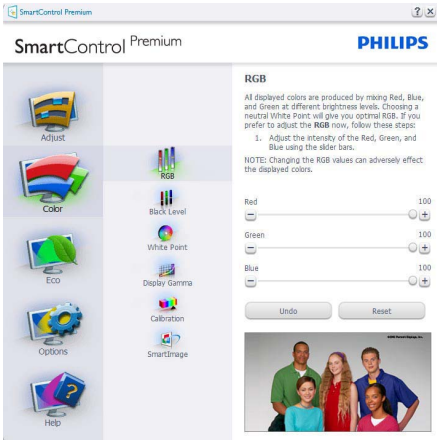 SmartControl Premium
SmartControl Premium
PHILIPS
Adjust
Color
Eco
Options
Help
RGB
Black Level
White Point
Display Gamma
Calibration
SmartImage
RGB
All displayed colors are produced by mixing Red, Blue,
and Green at different brightness levels. Choosing a
neutral White Point will give you optimal RGB. If you
prefer to adjust the RGB now, follow these steps:
1. Adjust the intensity of the Red, Green, and
Blue using the slider bars.
NOTE: Changing the RGB values can adversely effect
the displayed colors.
Red 100
Green 100
Blue 100
Undo Reset